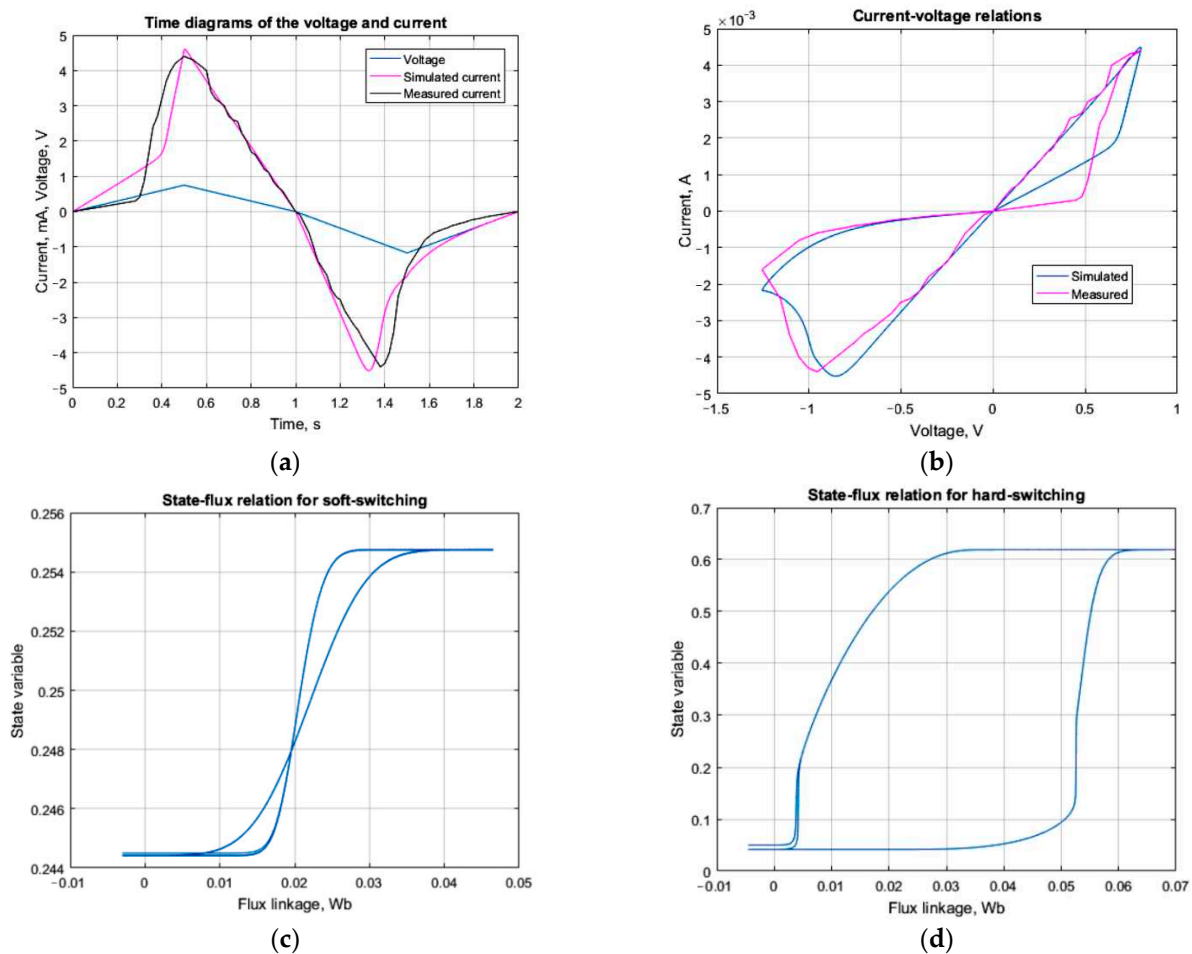 Time diagrams of the voltage and current
5
4
3
2
1
0
−1
−2
−3
−4
−5
Current, mA, Voltage, V
Voltage
Simulated current
Measured current
0 0.2 0.4 0.6 0.8 1 1.2 1.4 1.6 1.8 2
Time, s
(a)
Current-voltage relations
×10⁻³
5
4
3
2
1
0
−1
−2
−3
−4
−5
Current, A
Simulated
Measured
−1.5 −1 −0.5 0 0.5 1
Voltage, V
(b)
State-flux relation for soft-switching
0.256
0.254
0.252
0.25
0.248
0.246
0.244
State variable
−0.01 0 0.01 0.02 0.03 0.04 0.05
Flux linkage, Wb
(c)
State-flux relation for hard-switching
0.7
0.6
0.5
0.4
0.3
0.2
0.1
0
State variable
−0.01 0 0.01 0.02 0.03 0.04 0.05 0.06 0.07
Flux linkage, Wb
(d)